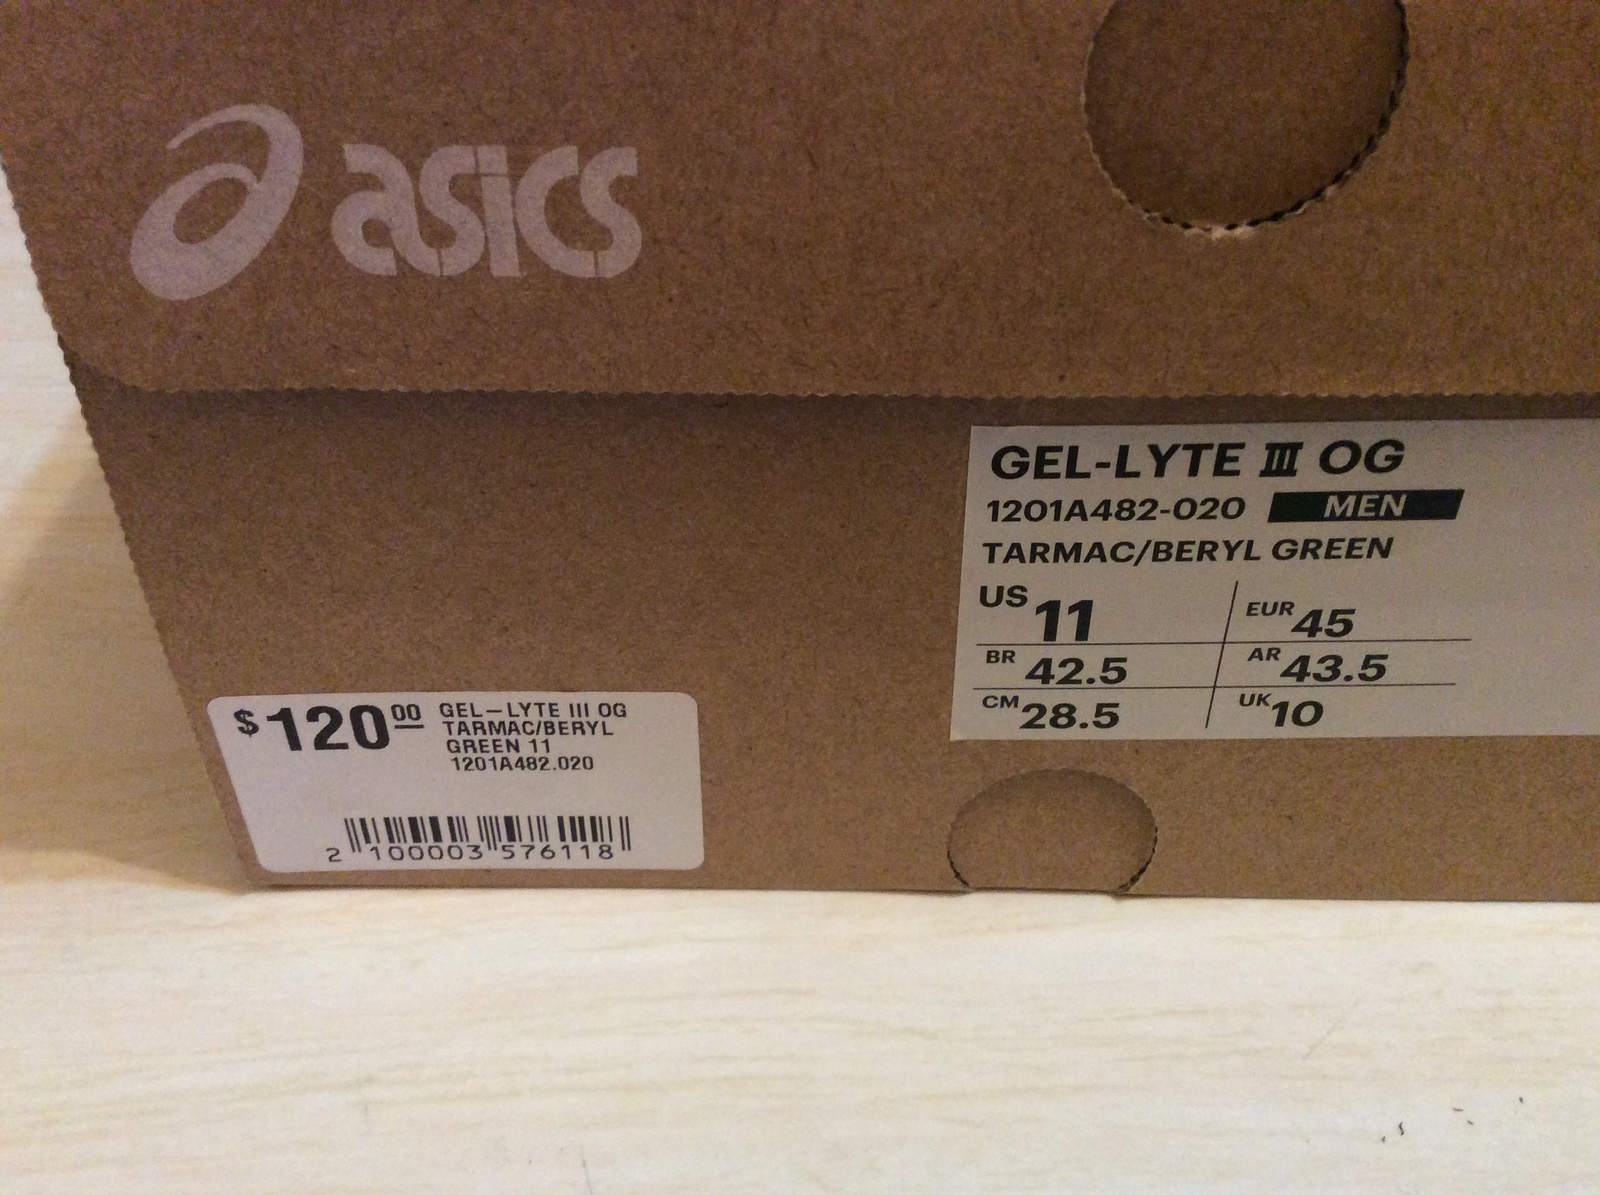 asics
GEL-LYTE III OG
1201A482-020 MEN
TARMAC/BERYL GREEN
US 11 EUR 45
BR 42.5 AR 43.5
CM 28.5 UK 10
$120.00 GEL-LYTE III OG
TARMAC/BERYL
GREEN 11
1201A482.020
2 100003 576118